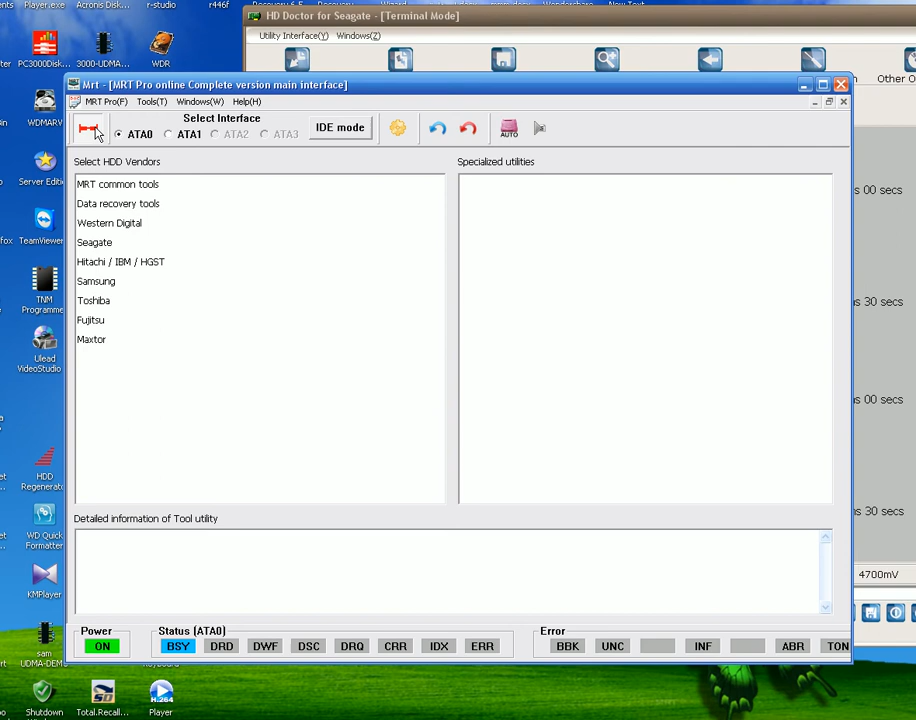 Player.exe
Acronis Disk...
r-studio
r446f
HD Doctor for Seagate - [Terminal Mode]
Utility Interface(Y) Windows(Z)
PC3000Disk...
3000-UDMA...
WDR
Other O
Mrt - [MRT Pro online Complete version main interface]
MRT Pro(F) Tools(T) Windows(W) Help(H)
Select Interface
ATA0 ATA1 ATA2 ATA3 IDE mode
AUTO
Select HDD Vendors
Specialized utilities
MRT common tools
Data recovery tools
Western Digital
Seagate
Hitachi / IBM / HGST
Samsung
Toshiba
Fujitsu
Maxtor
Detailed information of Tool utility
Power
ON
Status (ATA0)
BSY DRD DWF DSC DRQ CRR IDX ERR
Error
BBK UNC INF ABR TON
WDMARV
Server Editi
TeamViewer
TNM
Programme
Ulead
VideoStudio
HDD
Regenerat
WD Quick
Formatter
KMPlayer
sam
UDMA-DEM
Shutdown
Total.Recall...
Player
H.264
s 00 secs
s 30 secs
s 00 secs
s 30 secs
4700mV